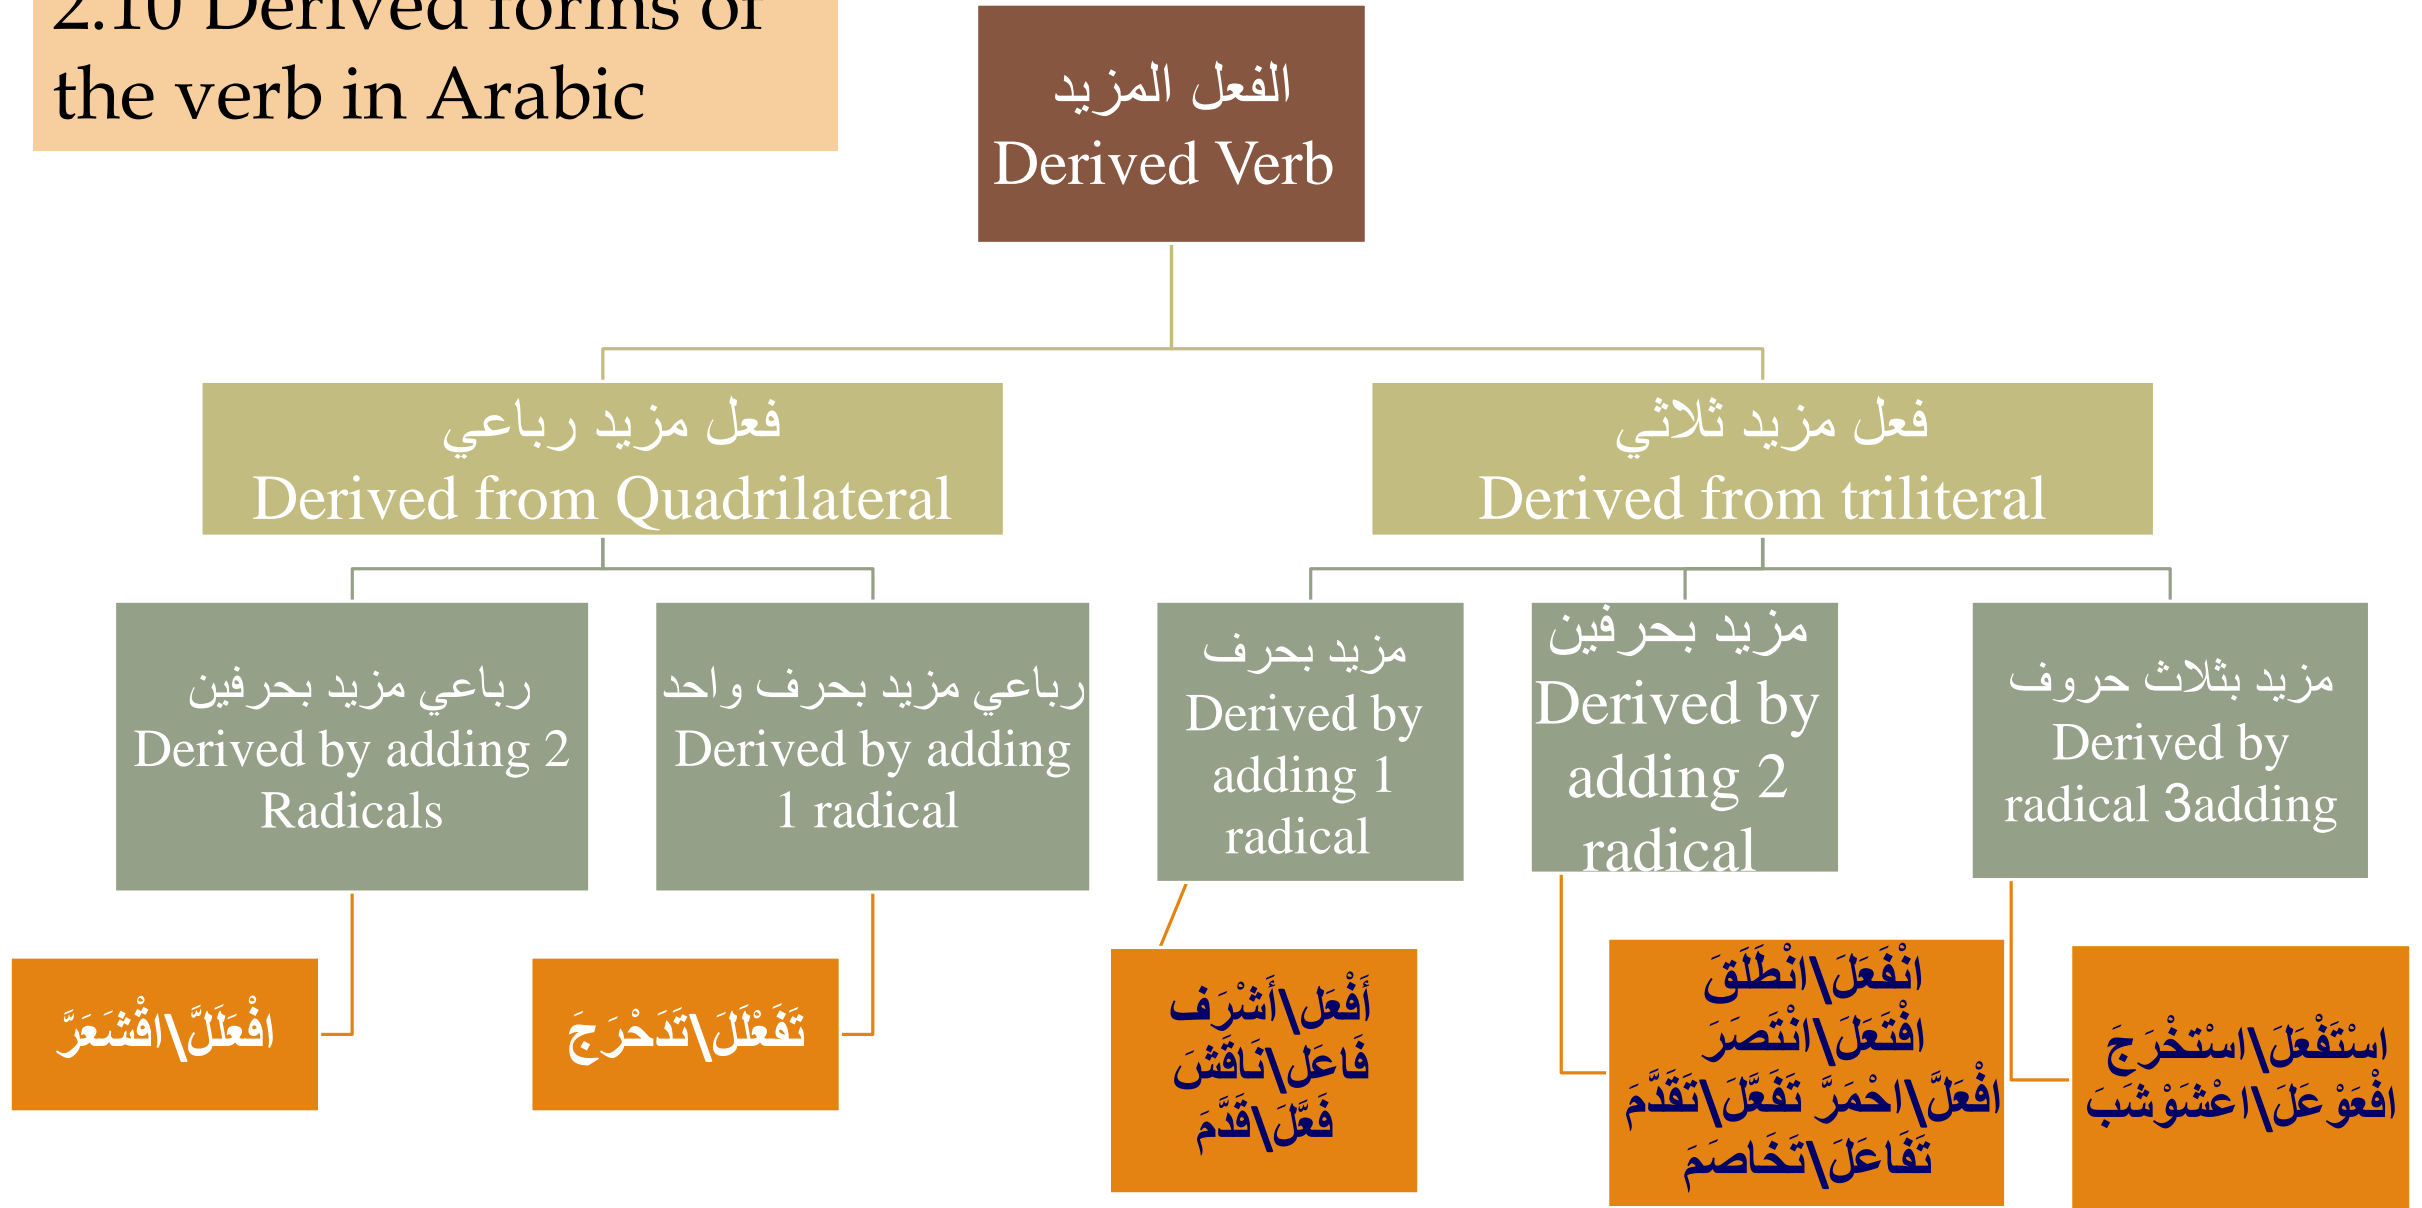 2.10 Derived forms of
the verb in Arabic
الفعل المزيد
Derived Verb
فعل مزيد رباعي
Derived from Quadrilateral
فعل مزيد ثلاثي
Derived from triliteral
رباعي مزيد بحرفين
Derived by adding 2
Radicals
رباعي مزيد بحرف واحد
Derived by adding
1 radical
مزيد بحرف
Derived by
adding 1
radical
مزيد بحرفين
Derived by
adding 2
radical
مزيد بثلاث حروف
Derived by
radical 3adding
افْعَلَلَّ\اقْشَعَرَّ
تَفَعْلَلَ\تَدَحْرَجَ
أَفْعَل\أَشْرَف
فَاعَل\نَاقَشَ
فَعَّلَ\قَدَّمَ
انْفَعَلَ\انْطَلَقَ
افْتَعَلَ\انْتَصَرَ
افْعَلَّ\احْمَرَّ تَفَعَّلَ\تَقَدَّمَ
تَفَاعَلَ\تَخَاصَمَ
اسْتَفْعَلَ\اسْتخْرَجَ
افْعَوْعَلَ\اعْشَوْشَبَ